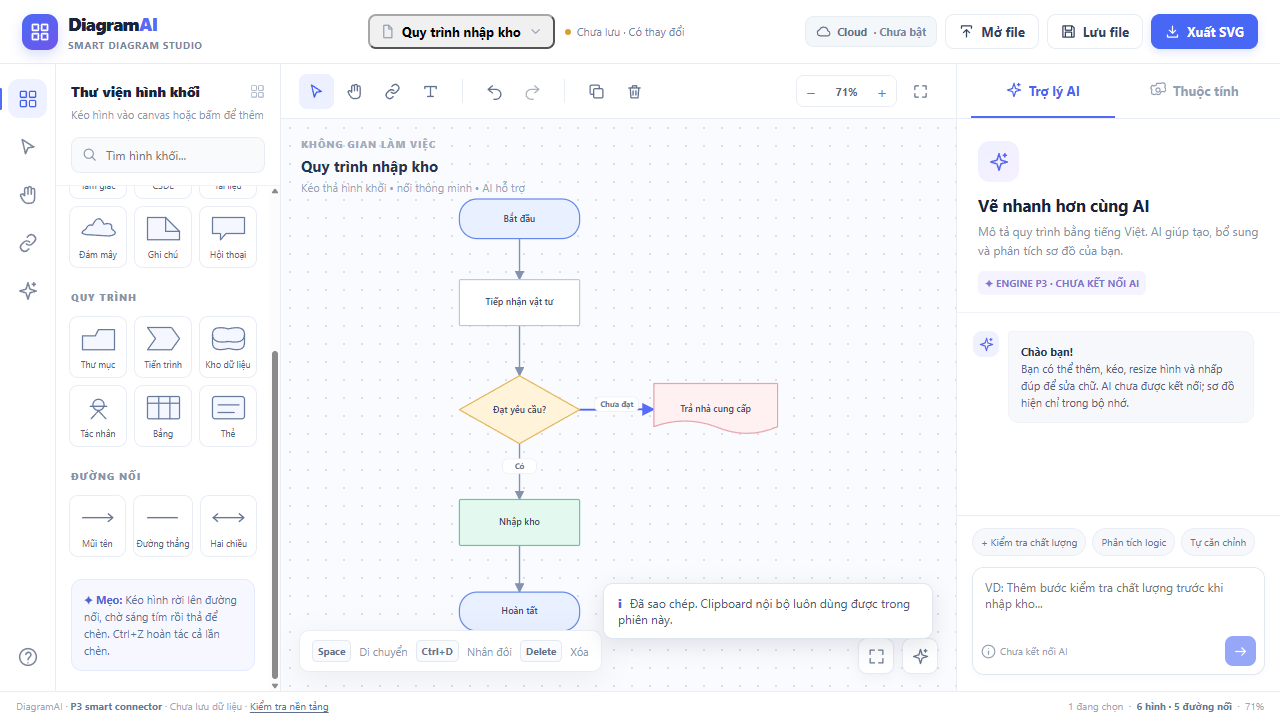 DiagramAI
SMART DIAGRAM STUDIO
Quy trình nhập kho
Chưa lưu · Có thay đổi
Cloud · Chưa bật
Mở file
Lưu file
Xuất SVG
Thư viện hình khối
Kéo hình vào canvas hoặc bấm để thêm
Tìm hình khối...
Tam giác
CSDL
Tài liệu
Đám mây
Ghi chú
Hội thoại
QUY TRÌNH
Thư mục
Tiến trình
Kho dữ liệu
Tác nhân
Bảng
Thẻ
ĐƯỜNG NỐI
Mũi tên
Đường thẳng
Hai chiều
✦ Mẹo: Kéo hình rời lên đường
nối, chờ sáng tím rồi thả để
chèn. Ctrl+Z hoàn tác cả lần
chèn.
71%
KHÔNG GIAN LÀM VIỆC
Quy trình nhập kho
Kéo thả hình khối • nối thông minh • AI hỗ trợ
Bắt đầu
Tiếp nhận vật tư
Đạt yêu cầu?
Chưa đạt
Trả nhà cung cấp
Có
Nhập kho
Hoàn tất
Đã sao chép. Clipboard nội bộ luôn dùng được trong
phiên này.
Space Di chuyển Ctrl+D Nhân đôi Delete Xóa
Trợ lý AI
Thuộc tính
Vẽ nhanh hơn cùng AI
Mô tả quy trình bằng tiếng Việt. AI giúp tạo, bổ sung
và phân tích sơ đồ của bạn.
✦ ENGINE P3 · CHƯA KẾT NỐI AI
Chào bạn!
Bạn có thể thêm, kéo, resize hình và nhấp
đúp để sửa chữ. AI chưa được kết nối; sơ đồ
hiện chỉ trong bộ nhớ.
+ Kiểm tra chất lượng
Phân tích logic
Tự căn chỉnh
VD: Thêm bước kiểm tra chất lượng trước khi
nhập kho...
Chưa kết nối AI
DiagramAI · P3 smart connector · Chưa lưu dữ liệu · Kiểm tra nền tảng
1 đang chọn · 6 hình · 5 đường nối · 71%